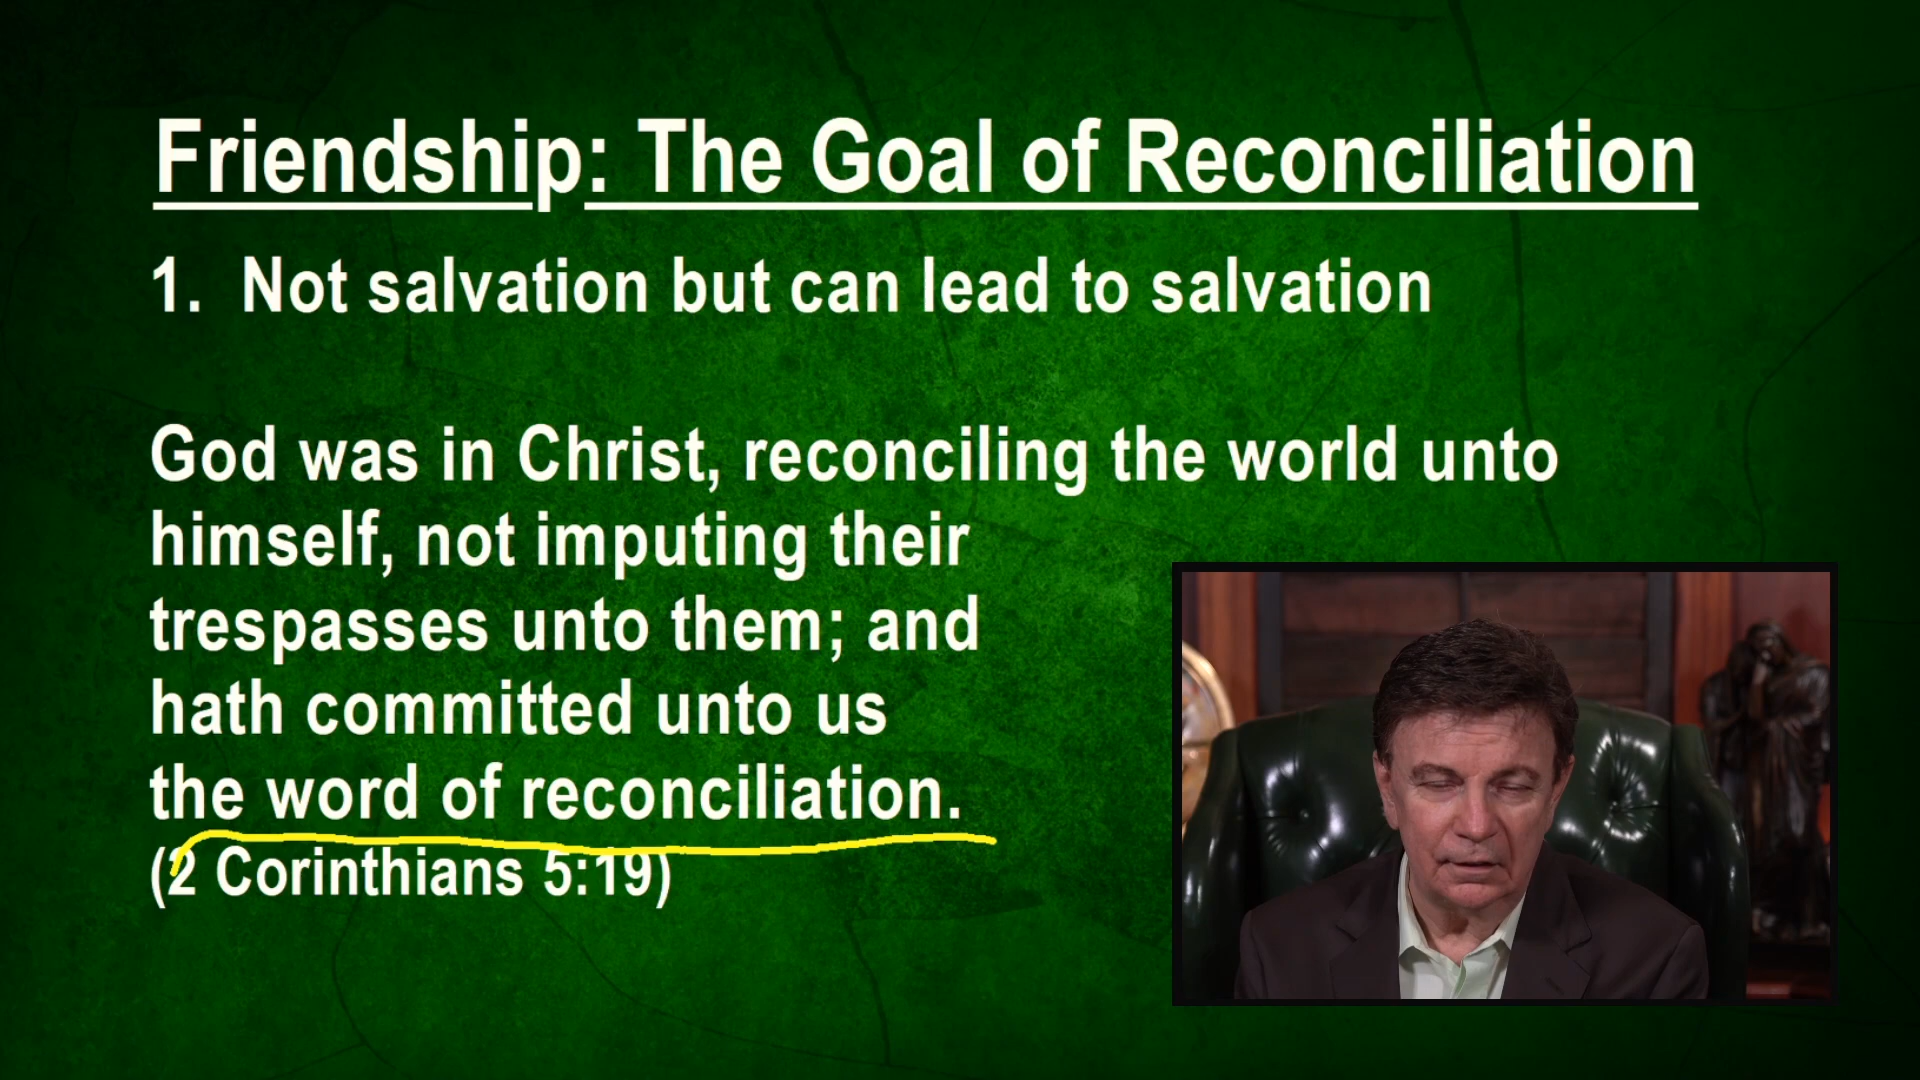 Friendship: The Goal of Reconciliation
1. Not salvation but can lead to salvation
God was in Christ, reconciling the world unto
himself, not imputing their
trespasses unto them; and
hath committed unto us
the word of reconciliation.
(2 Corinthians 5:19)